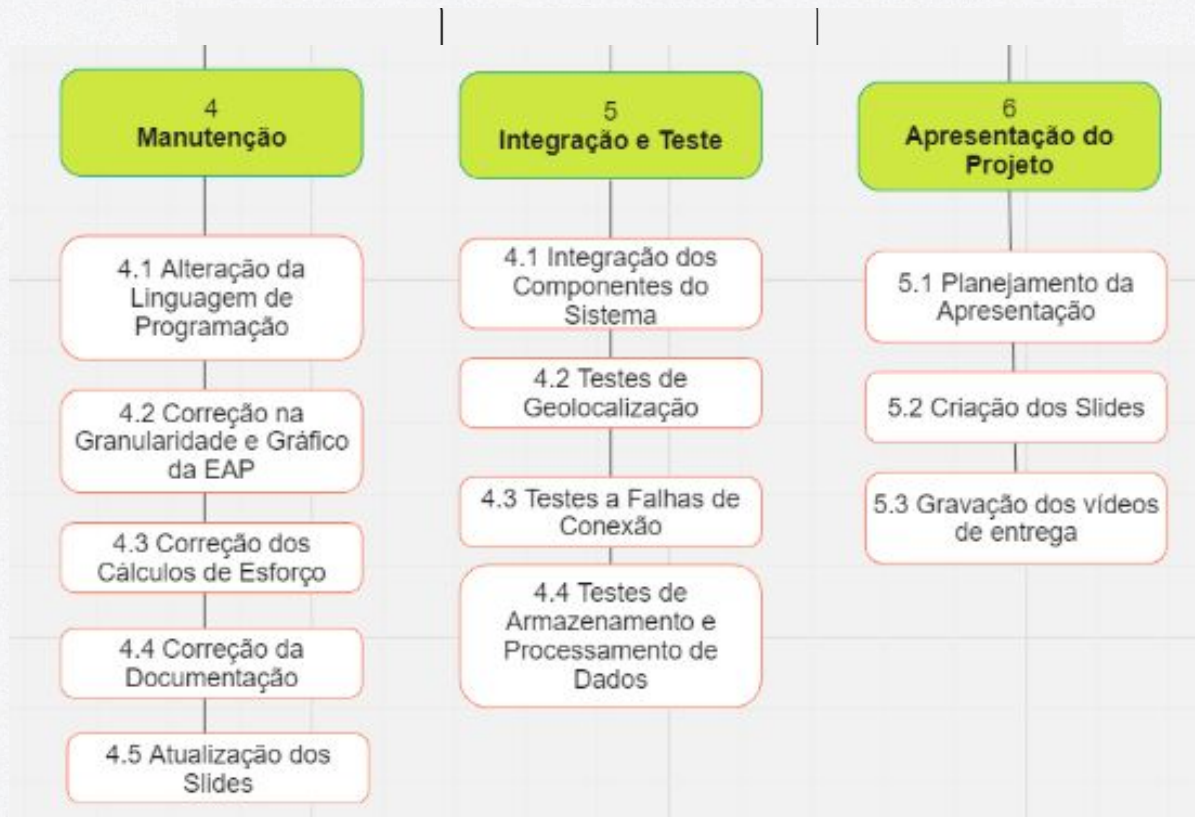 4
Manutenção
4.1 Alteração da
Linguagem de
Programação
4.2 Correção na
Granularidade e Gráfico
da EAP
4.3 Correção dos
Cálculos de Esforço
4.4 Correção da
Documentação
4.5 Atualização dos
Slides
5
Integração e Teste
4.1 Integração dos
Componentes do
Sistema
4.2 Testes de
Geolocalização
4.3 Testes a Falhas de
Conexão
4.4 Testes de
Armazenamento e
Processamento de
Dados
6
Apresentação do
Projeto
5.1 Planejamento da
Apresentação
5.2 Criação dos Slides
5.3 Gravação dos vídeos
de entrega